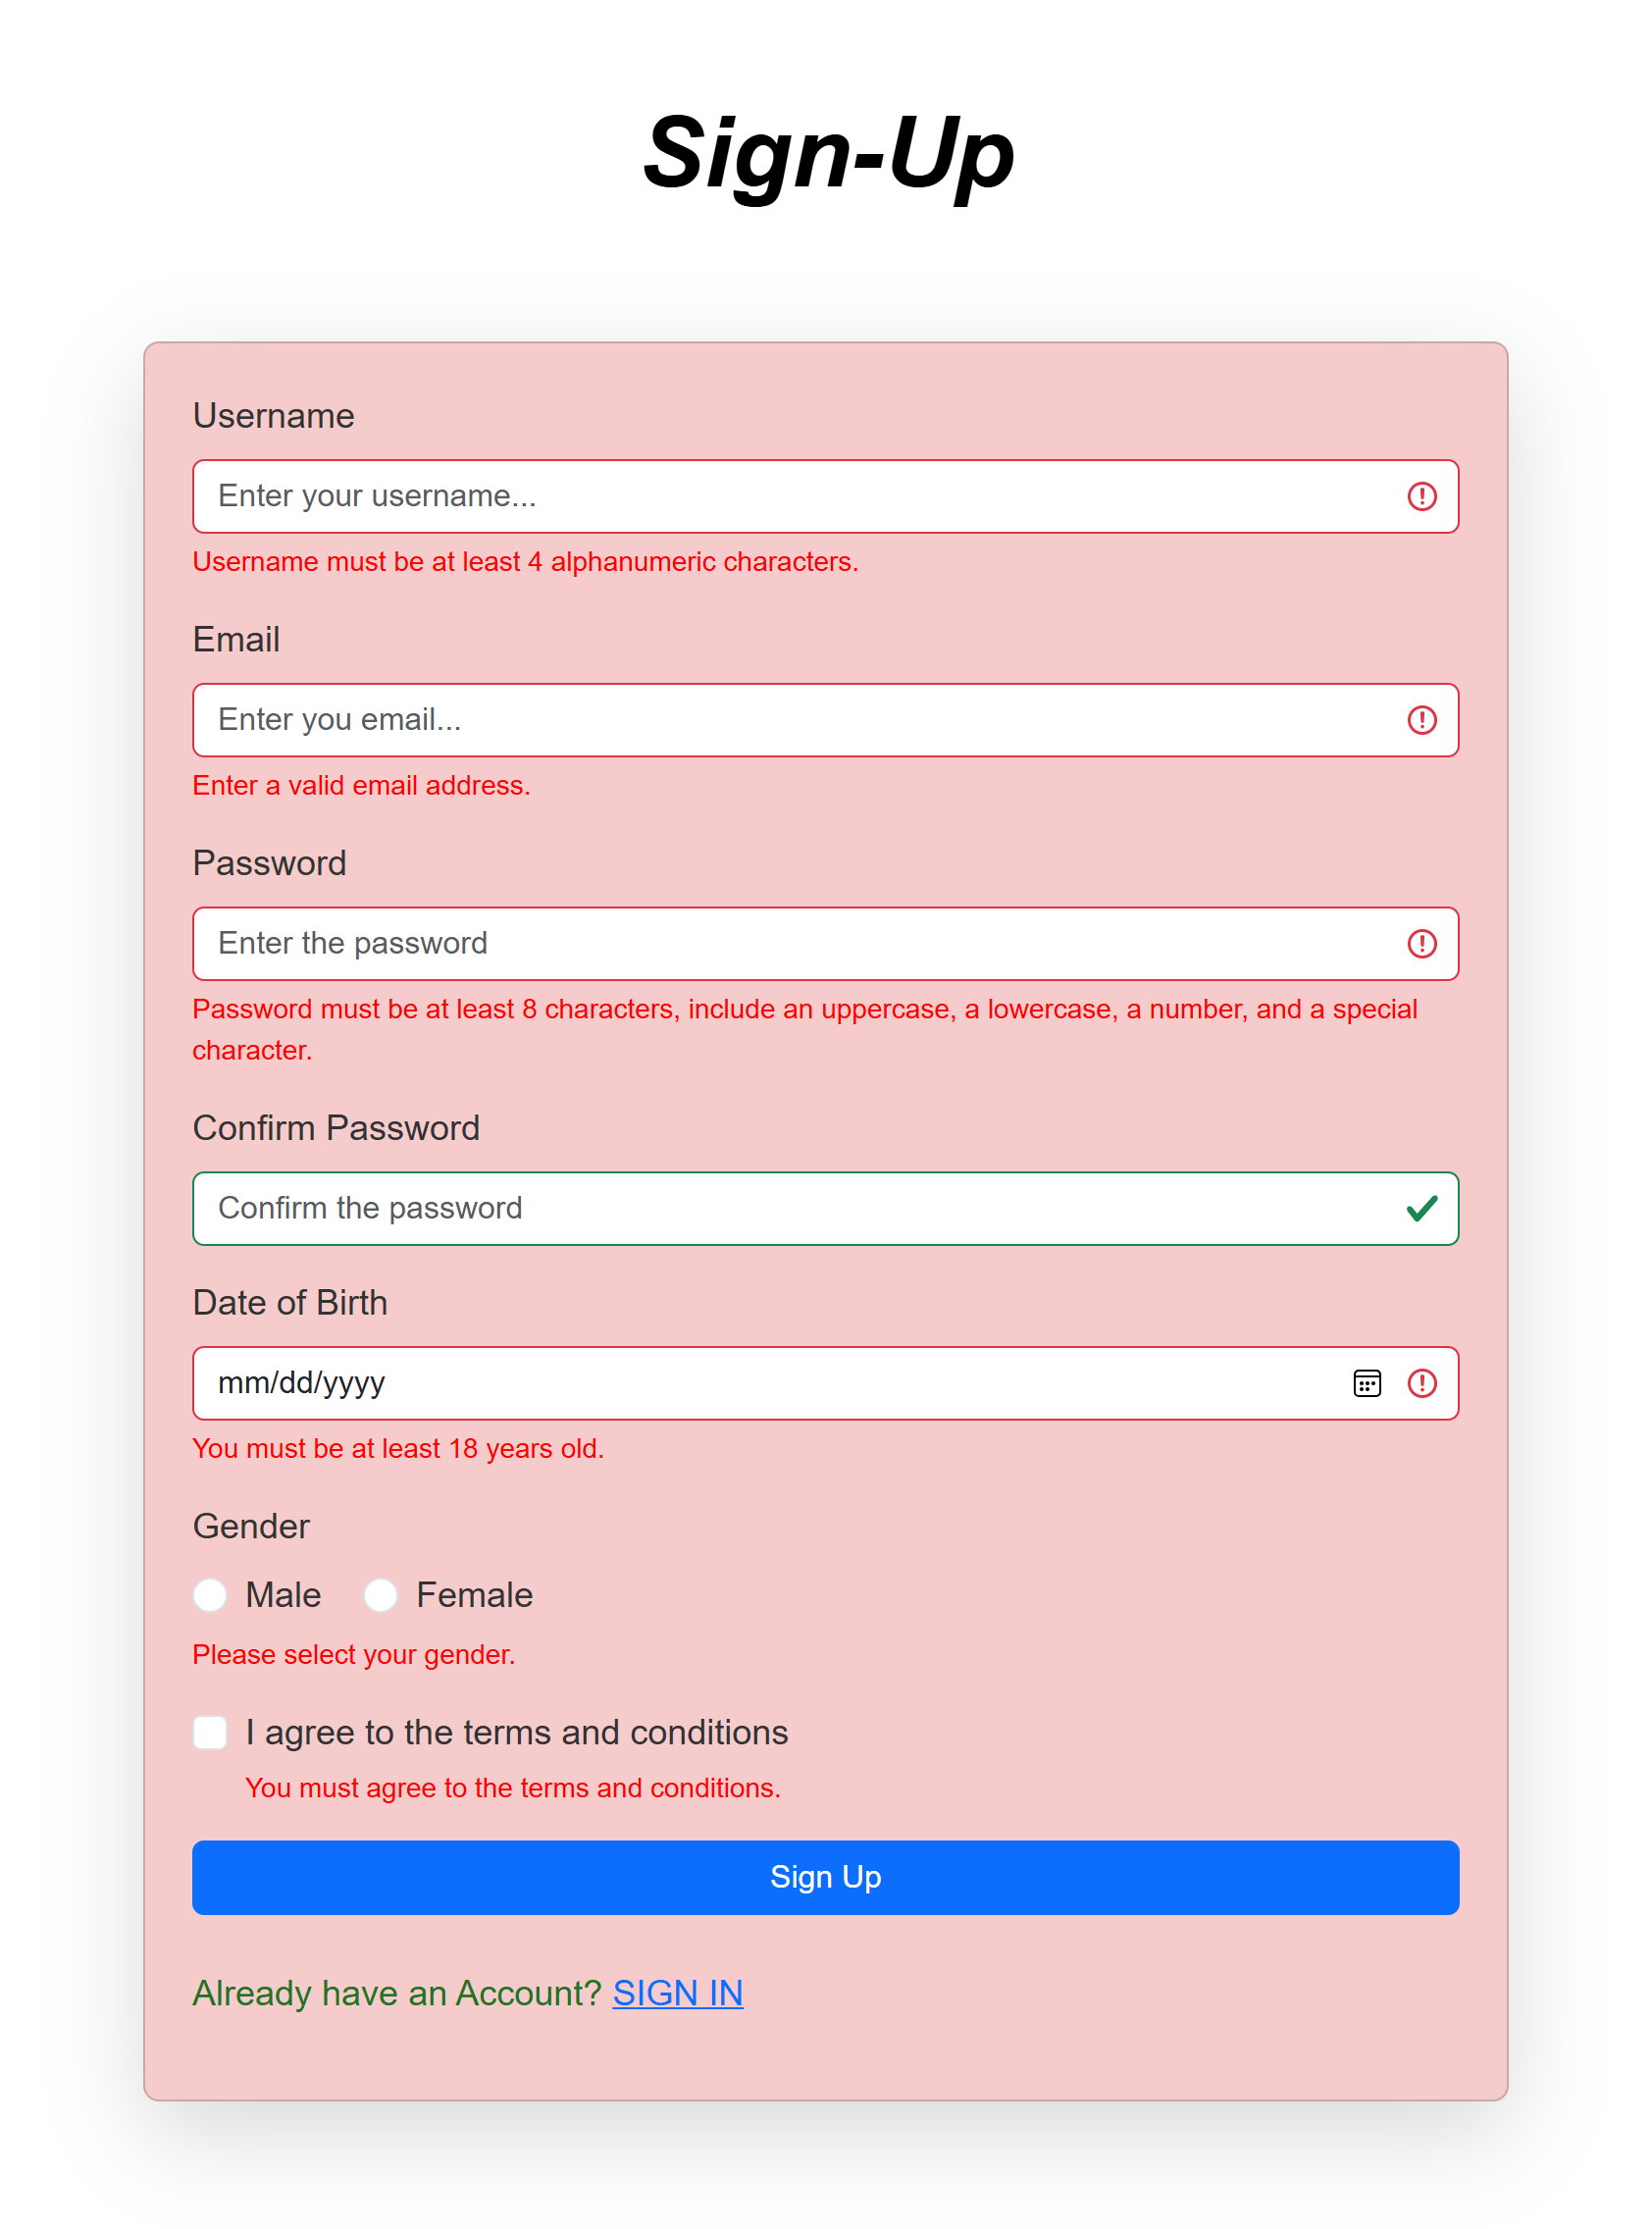 Sign-Up
Username
Enter your username...
Username must be at least 4 alphanumeric characters.
Email
Enter you email...
Enter a valid email address.
Password
Enter the password
Password must be at least 8 characters, include an uppercase, a lowercase, a number, and a special
character.
Confirm Password
Confirm the password
Date of Birth
mm/dd/yyyy
You must be at least 18 years old.
Gender
Male Female
Please select your gender.
I agree to the terms and conditions
You must agree to the terms and conditions.
Sign Up
Already have an Account? SIGN IN